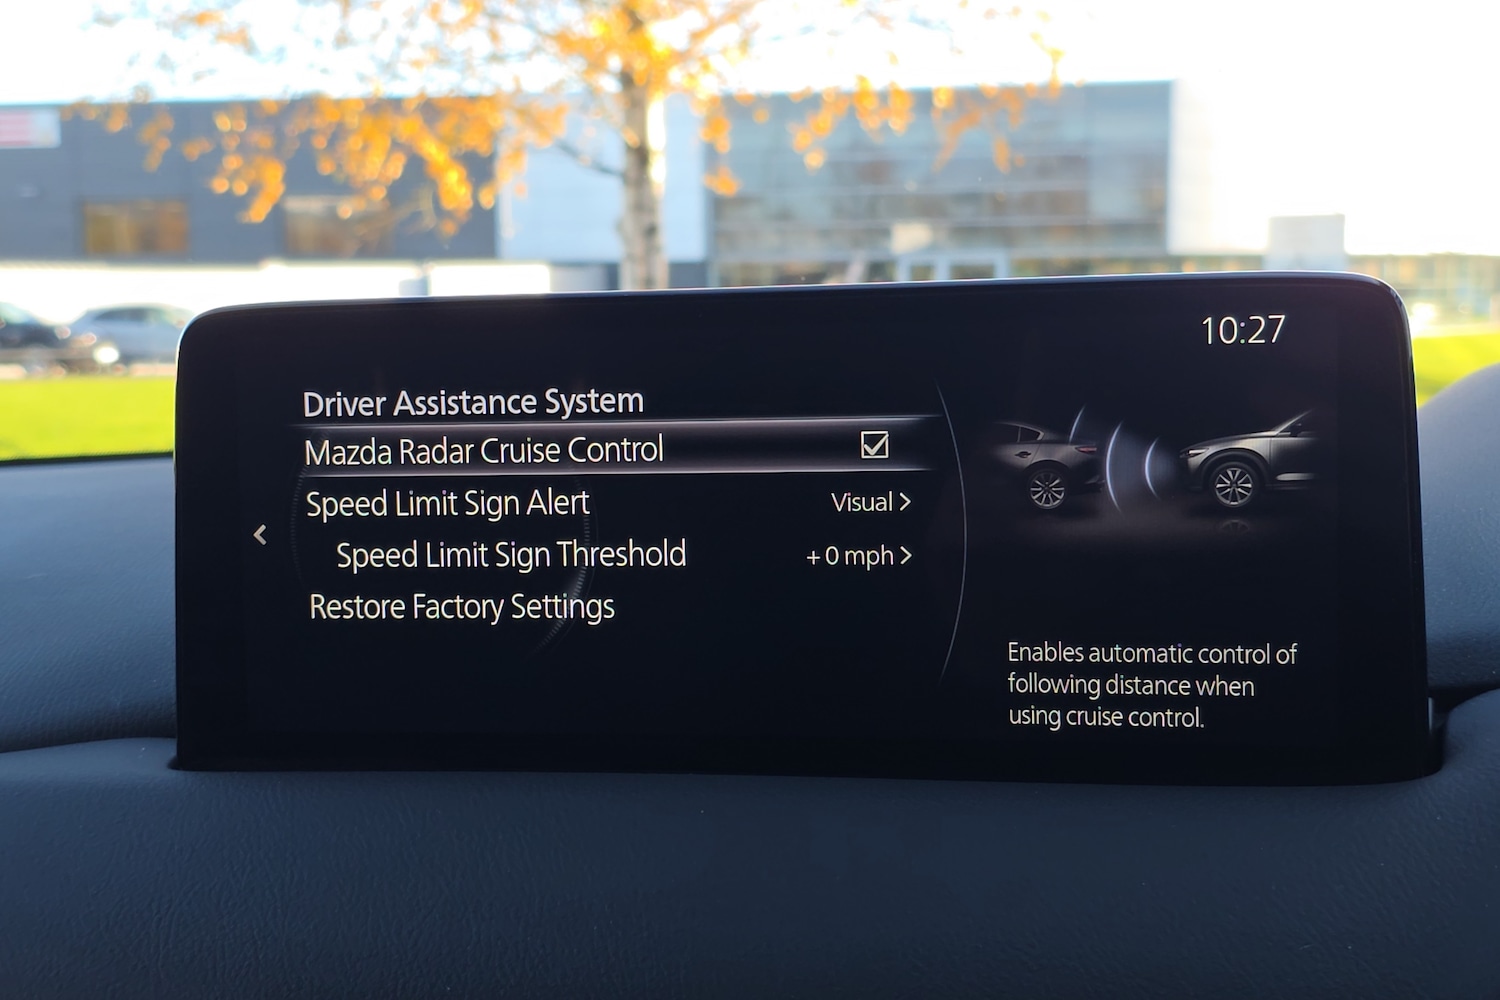 10:27
Driver Assistance System
Mazda Radar Cruise Control
Speed Limit Sign Alert Visual >
Speed Limit Sign Threshold +0 mph >
Restore Factory Settings
Enables automatic control of
following distance when
using cruise control.